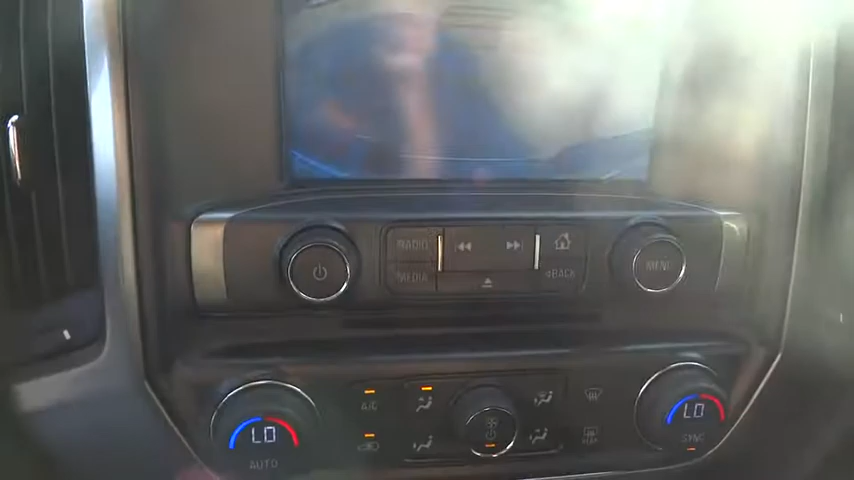 RADIO
MEDIA
BACK
MENU
A/C
LO
AUTO
LO
SYNC